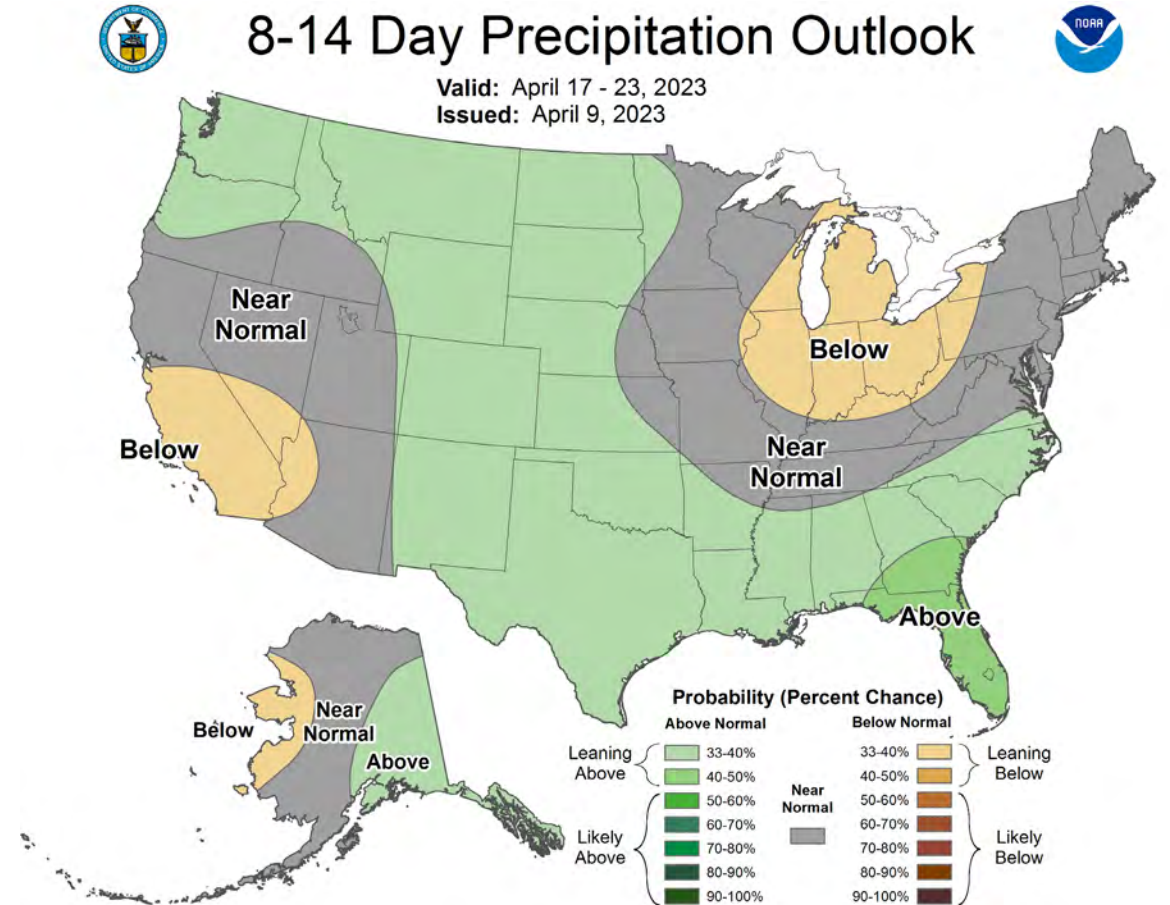 8-14 Day Precipitation Outlook
NOAA
Valid: April 17 - 23, 2023
Issued: April 9, 2023
Near
Normal
Below
Below
Near
Normal
Above
Below
Near
Normal
Above
Probability (Percent Chance)
Above Normal
Below Normal
Leaning
Above
33-40%
40-50%
Likely
Above
50-60%
60-70%
70-80%
80-90%
90-100%
Near
Normal
33-40%
40-50%
Leaning
Below
50-60%
60-70%
70-80%
80-90%
90-100%
Likely
Below